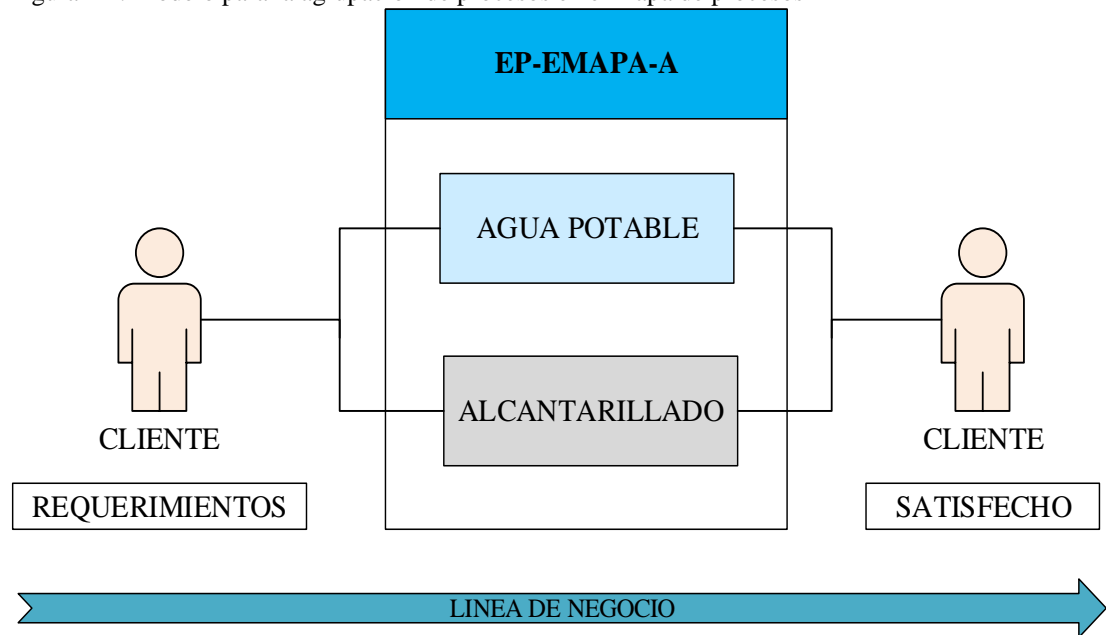 EP-EMAPA-A
AGUA POTABLE
ALCANTARILLADO
CLIENTE
CLIENTE
REQUERIMIENTOS
SATISFECHO
LINEA DE NEGOCIO